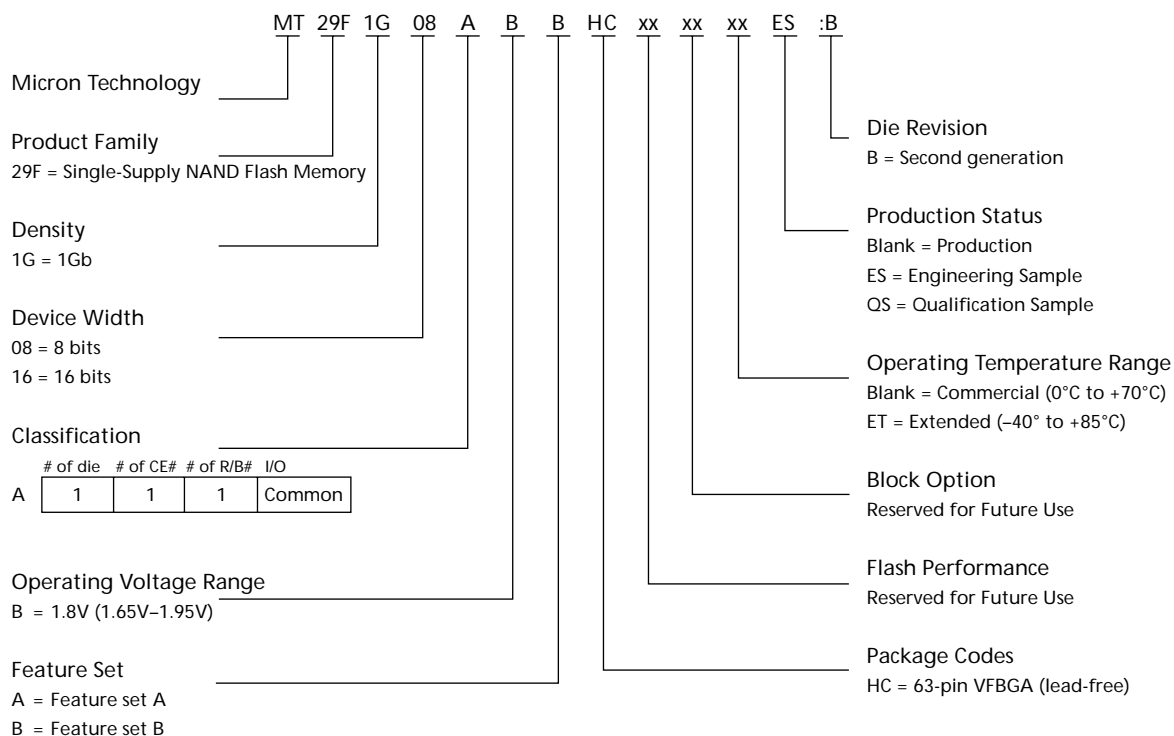 MT 29F 1G 08 A B B HC xx xx xx ES :B
Micron Technology
Product Family
29F = Single-Supply NAND Flash Memory
Density
1G = 1Gb
Device Width
08 = 8 bits
16 = 16 bits
Classification
# of die # of CE# # of R/B# I/O
A 1 1 1 Common
Operating Voltage Range
B = 1.8V (1.65V–1.95V)
Feature Set
A = Feature set A
B = Feature set B
Die Revision
B = Second generation
Production Status
Blank = Production
ES = Engineering Sample
QS = Qualification Sample
Operating Temperature Range
Blank = Commercial (0°C to +70°C)
ET = Extended (–40° to +85°C)
Block Option
Reserved for Future Use
Flash Performance
Reserved for Future Use
Package Codes
HC = 63-pin VFBGA (lead-free)